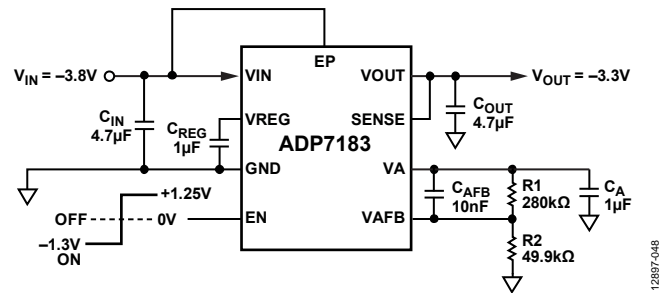 EP
V_IN = –3.8V
VIN
VOUT
V_OUT = –3.3V
C_IN
4.7µF
C_REG
1µF
VREG
SENSE
C_OUT
4.7µF
ADP7183
GND
VA
C_AFB
10nF
R1
280kΩ
C_A
1µF
+1.25V
OFF
0V
EN
VAFB
–1.3V
ON
R2
49.9kΩ
12897-048